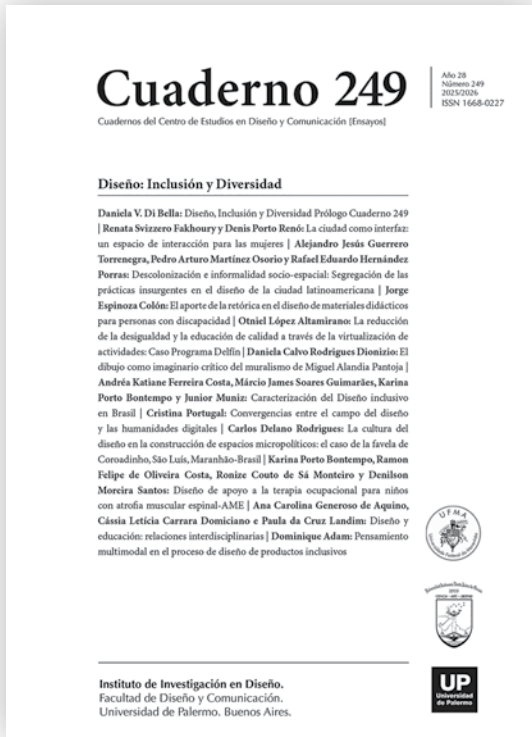 Cuaderno 249
Año 28
Número 249
2025/2026
ISSN 1668-0227
Cuadernos del Centro de Estudios en Diseño y Comunicación [Ensayos]
Diseño: Inclusión y Diversidad
Daniela V. Di Bella: Diseño, Inclusión y Diversidad Prólogo Cuaderno 249
| Renata Svizzero Fakhoury y Denis Porto Renó: La ciudad como interfaz:
un espacio de interacción para las mujeres | Alejandro Jesús Guerrero
Torrenegra, Pedro Arturo Martínez Osorio y Rafael Eduardo Hernández
Porras: Descolonización e informalidad socio-espacial: Segregación de las
prácticas insurgentes en el diseño de la ciudad latinoamericana | Jorge
Espinoza Colón: El aporte de la retórica en el diseño de materiales didácticos
para personas con discapacidad | Otniel López Altamirano: La reducción
de la desigualdad y la educación de calidad a través de la virtualización de
actividades: Caso Programa Delfín | Daniela Calvo Rodrigues Dionizio: El
dibujo como imaginario crítico del muralismo de Miguel Alandia Pantoja |
Andréa Katiane Ferreira Costa, Márcio James Soares Guimarães, Karina
Porto Bontempo y Junior Muniz: Caracterización del Diseño inclusivo
en Brasil | Cristina Portugal: Convergencias entre el campo del diseño
y las humanidades digitales | Carlos Delano Rodrigues: La cultura del
diseño en la construcción de espacios micropolíticos: el caso de la favela de
Coroadinho, São Luís, Maranhão-Brasil | Karina Porto Bontempo, Ramon
Felipe de Oliveira Costa, Ronize Couto de Sá Monteiro y Denilson
Moreira Santos: Diseño de apoyo a la terapia ocupacional para niños
con atrofia muscular espinal-AME | Ana Carolina Generoso de Aquino,
Cássia Letícia Carrara Domiciano e Paula da Cruz Landim: Diseño y
educación: relaciones interdisciplinarias | Dominique Adam: Pensamiento
multimodal en el proceso de diseño de productos inclusivos
UFMA
Instituto de Investigación en Diseño.
Facultad de Diseño y Comunicación.
Universidad de Palermo. Buenos Aires.
UP
Universidad
de Palermo